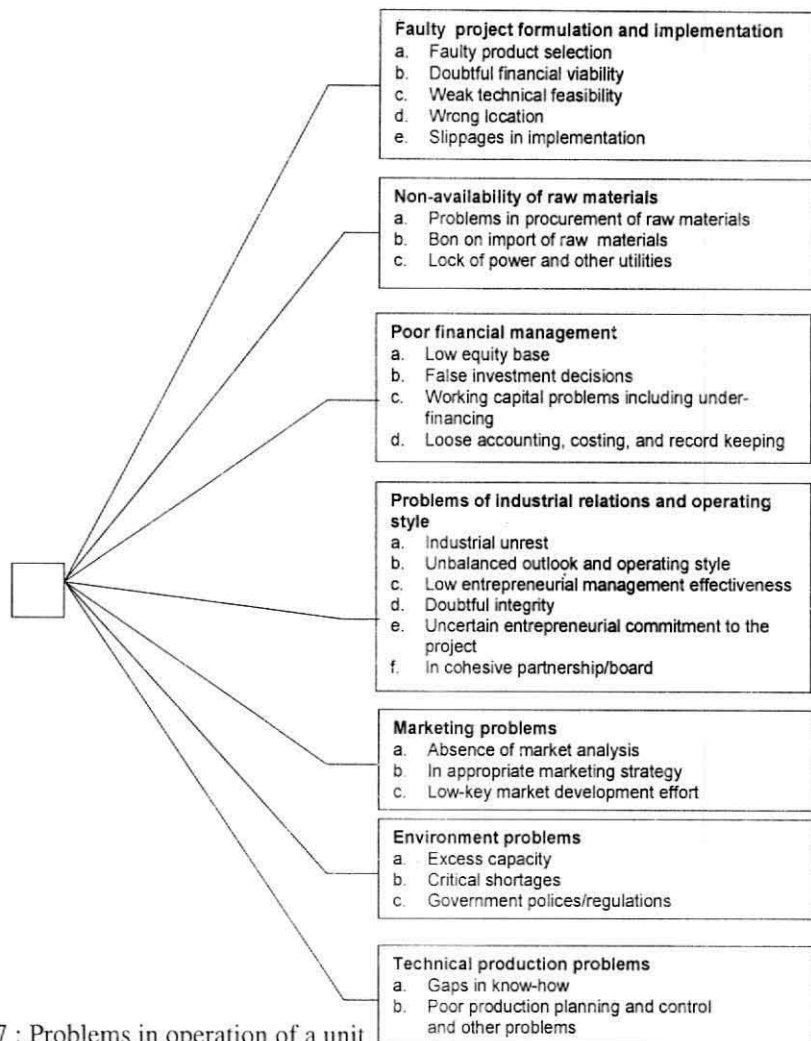 Faulty project formulation and implementation
a. Faulty product selection
b. Doubtful financial viability
c. Weak technical feasibility
d. Wrong location
e. Slippages in implementation
Non-availability of raw materials
a. Problems in procurement of raw materials
b. Bon on import of raw materials
c. Lock of power and other utilities
Poor financial management
a. Low equity base
b. False investment decisions
c. Working capital problems including under-
financing
d. Loose accounting, costing, and record keeping
Problems of industrial relations and operating
style
a. Industrial unrest
b. Unbalanced outlook and operating style
c. Low entrepreneurial management effectiveness
d. Doubtful integrity
e. Uncertain entrepreneurial commitment to the
project
f. In cohesive partnership/board
Marketing problems
a. Absence of market analysis
b. In appropriate marketing strategy
c. Low-key market development effort
Environment problems
a. Excess capacity
b. Critical shortages
c. Government polices/regulations
Technical production problems
a. Gaps in know-how
b. Poor production planning and control
and other problems
7 : Problems in operation of a unit